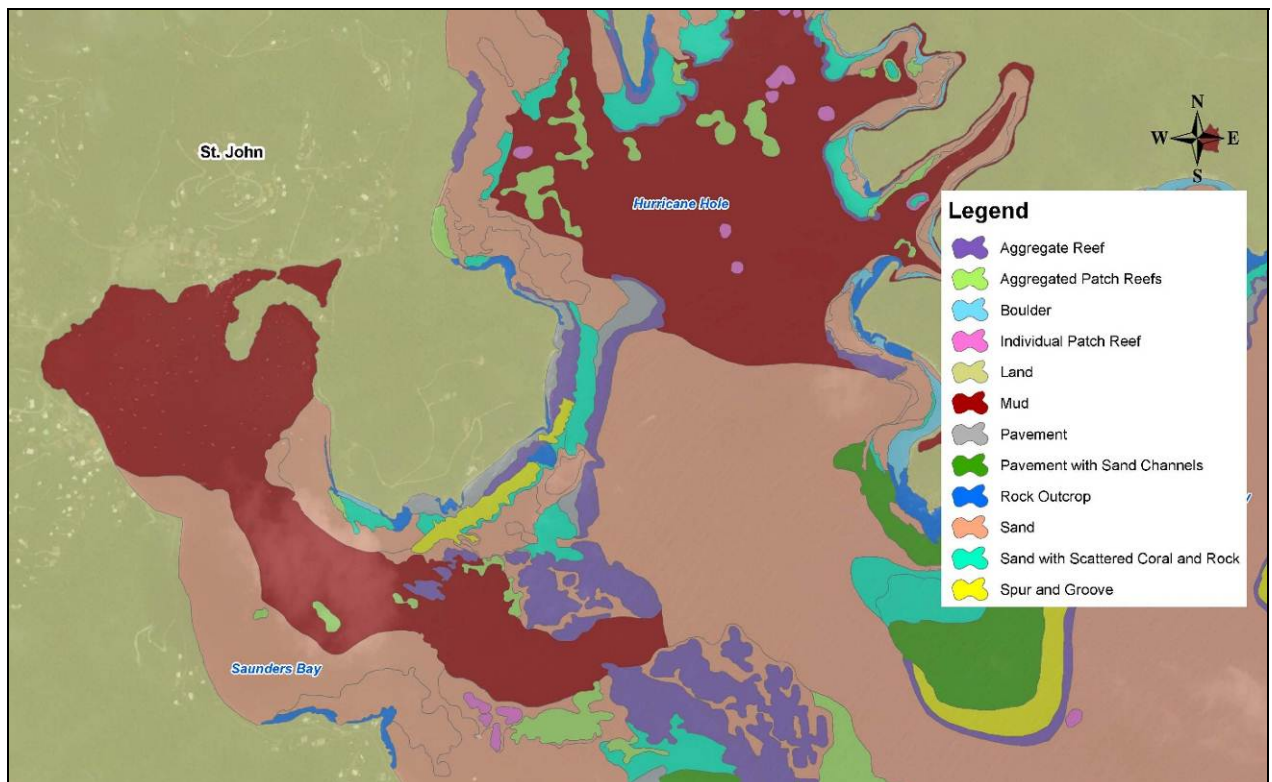 St. John
N
W E
S
Hurricane Hole
Legend
Aggregate Reef
Aggregated Patch Reefs
Boulder
Individual Patch Reef
Land
Mud
Pavement
Pavement with Sand Channels
Rock Outcrop
Sand
Sand with Scattered Coral and Rock
Spur and Groove
Saunders Bay